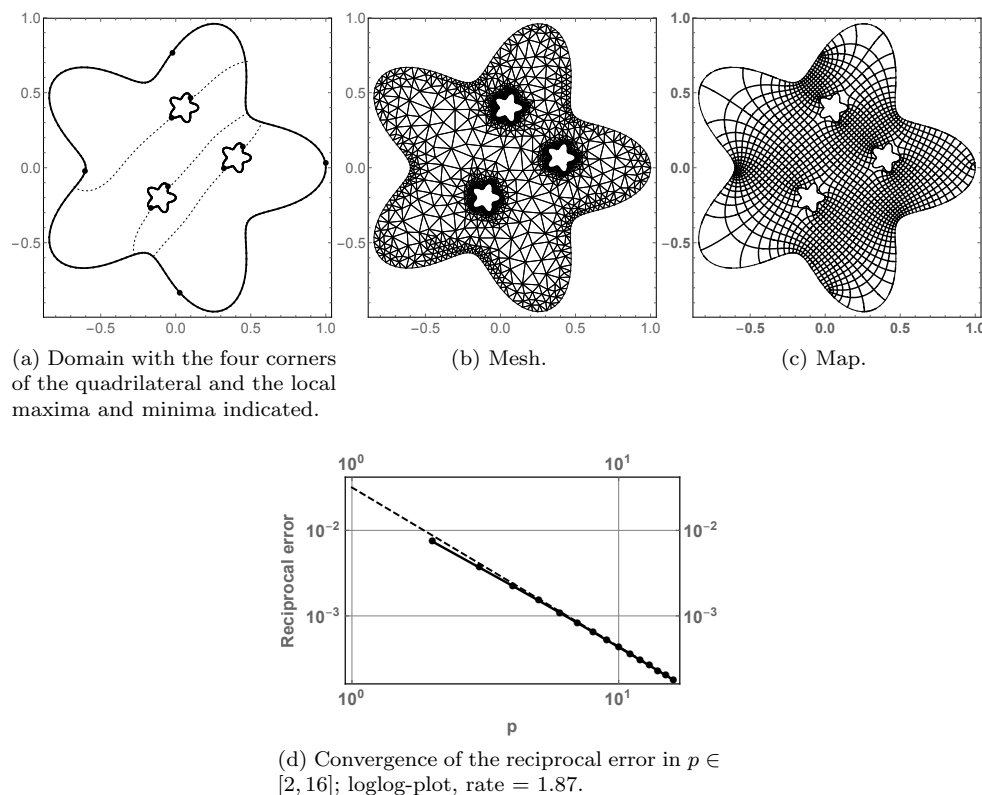 1.0
0.5
0.0
−0.5
−0.5 0.0 0.5 1.0
(a) Domain with the four corners
of the quadrilateral and the local
maxima and minima indicated.
1.0
0.5
0.0
−0.5
−0.5 0.0 0.5 1.0
(b) Mesh.
1.0
0.5
0.0
−0.5
−0.5 0.0 0.5 1.0
(c) Map.
10⁰ 10¹
10⁻² 10⁻²
10⁻³ 10⁻³
Reciprocal error
10⁰ 10¹
p
(d) Convergence of the reciprocal error in p ∈
[2, 16]; loglog-plot, rate = 1.87.